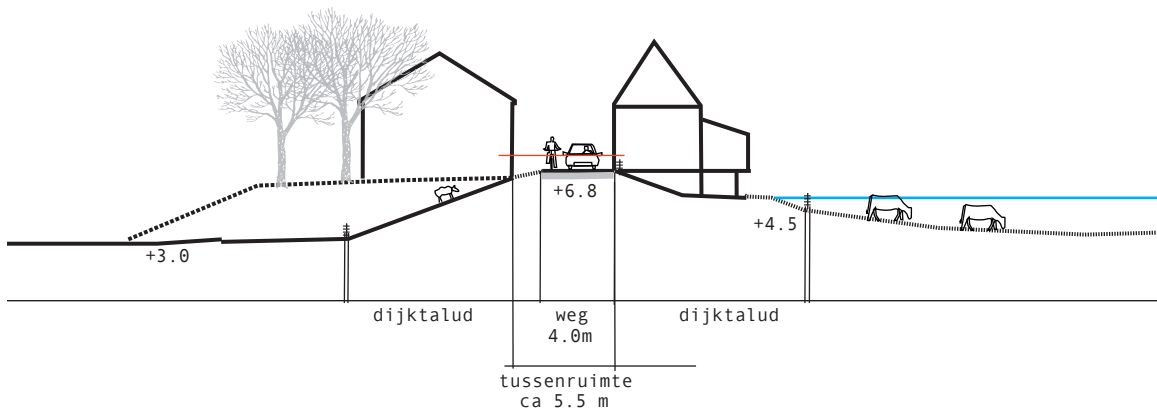 +6.8
+4.5
+3.0
dijktalud
weg
4.0m
dijktalud
tussenruimte
ca 5.5 m